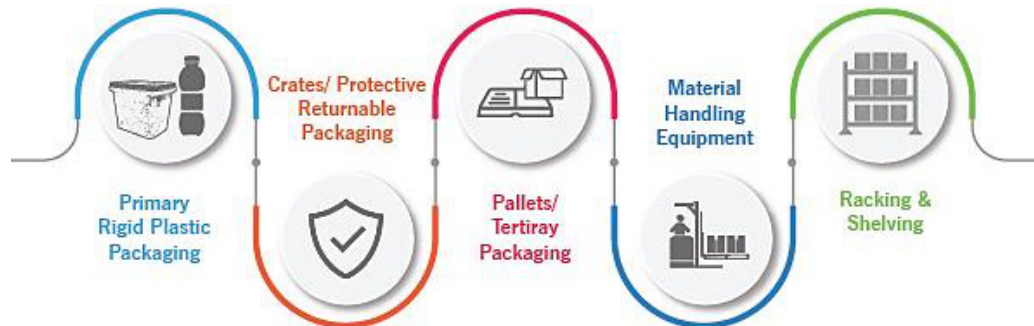 Primary
Rigid Plastic
Packaging
Crates/ Protective
Returnable
Packaging
Pallets/
Tertiray
Packaging
Material
Handling
Equipment
Racking &
Shelving